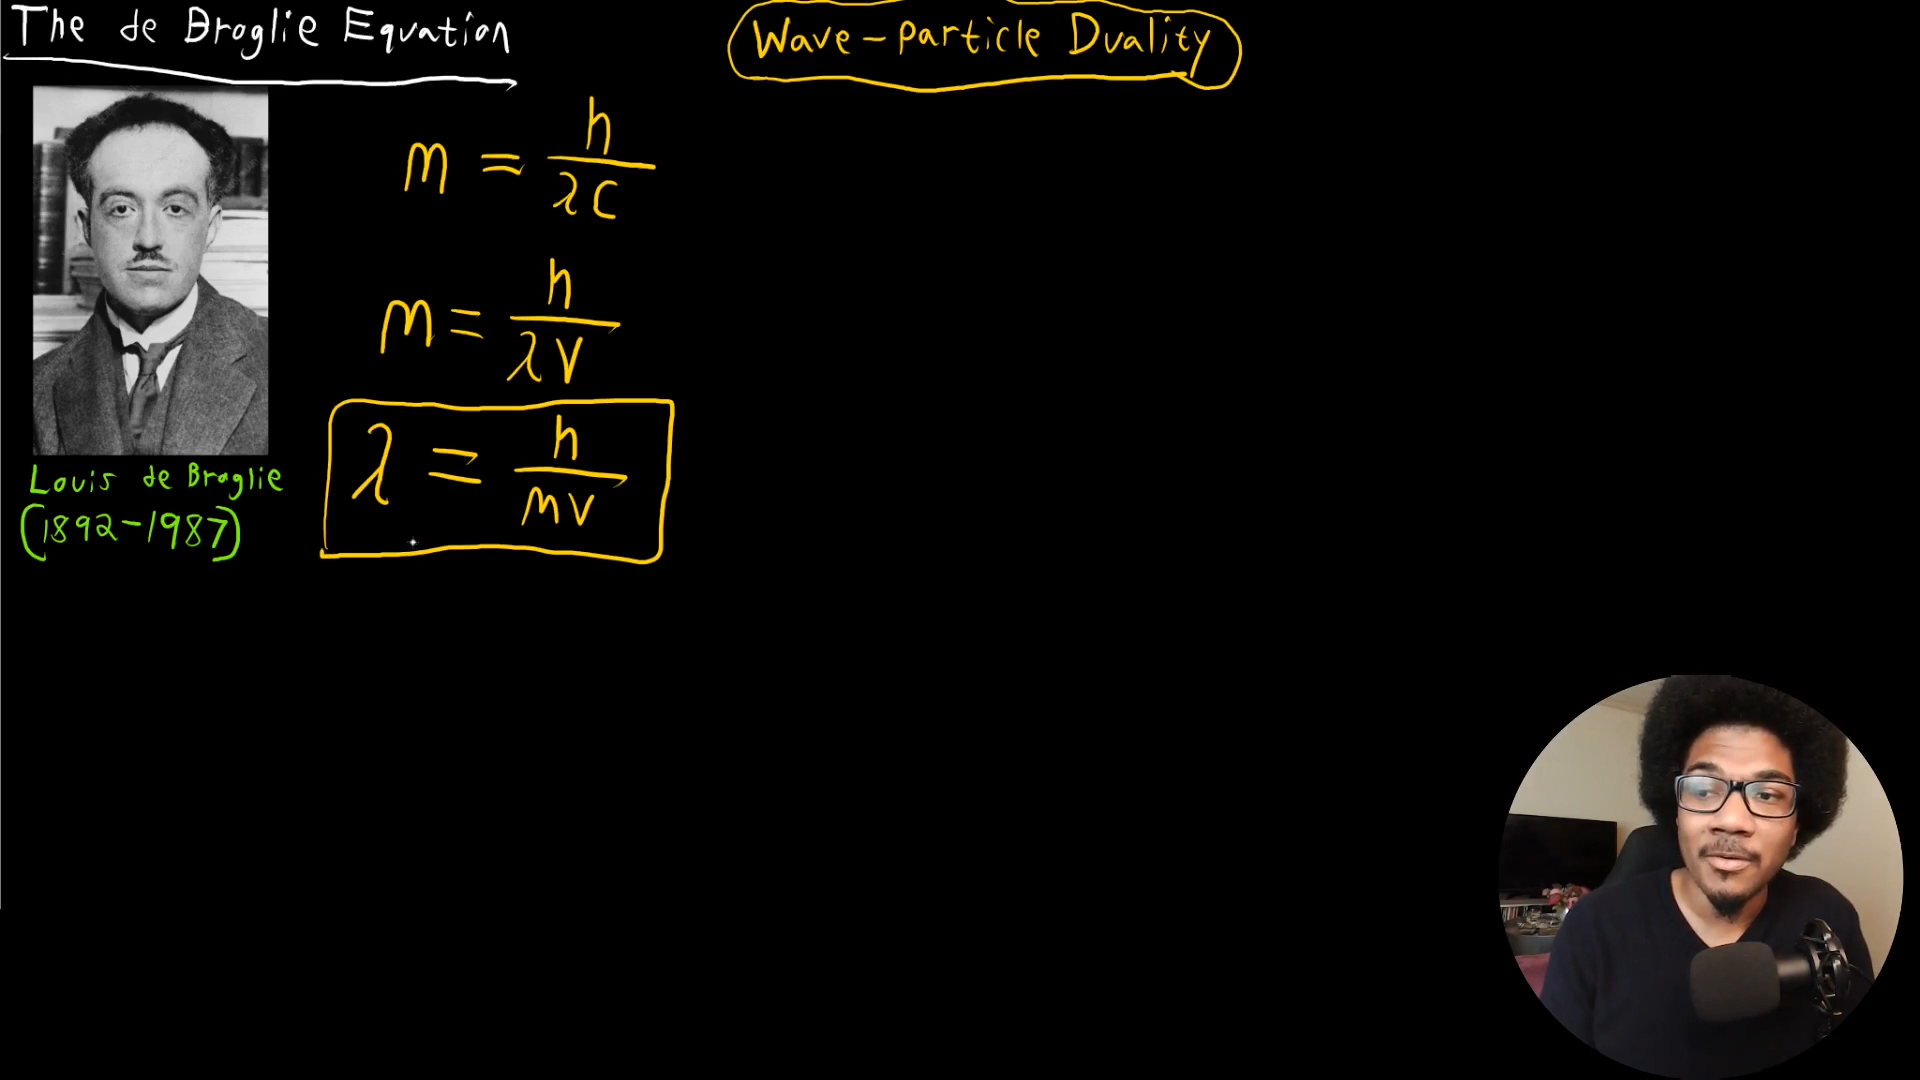 The de Broglie Equation
Wave-particle Duality
m = h / λc
m = h / λv
λ = h / mv
Louis de Broglie
(1892-1987)